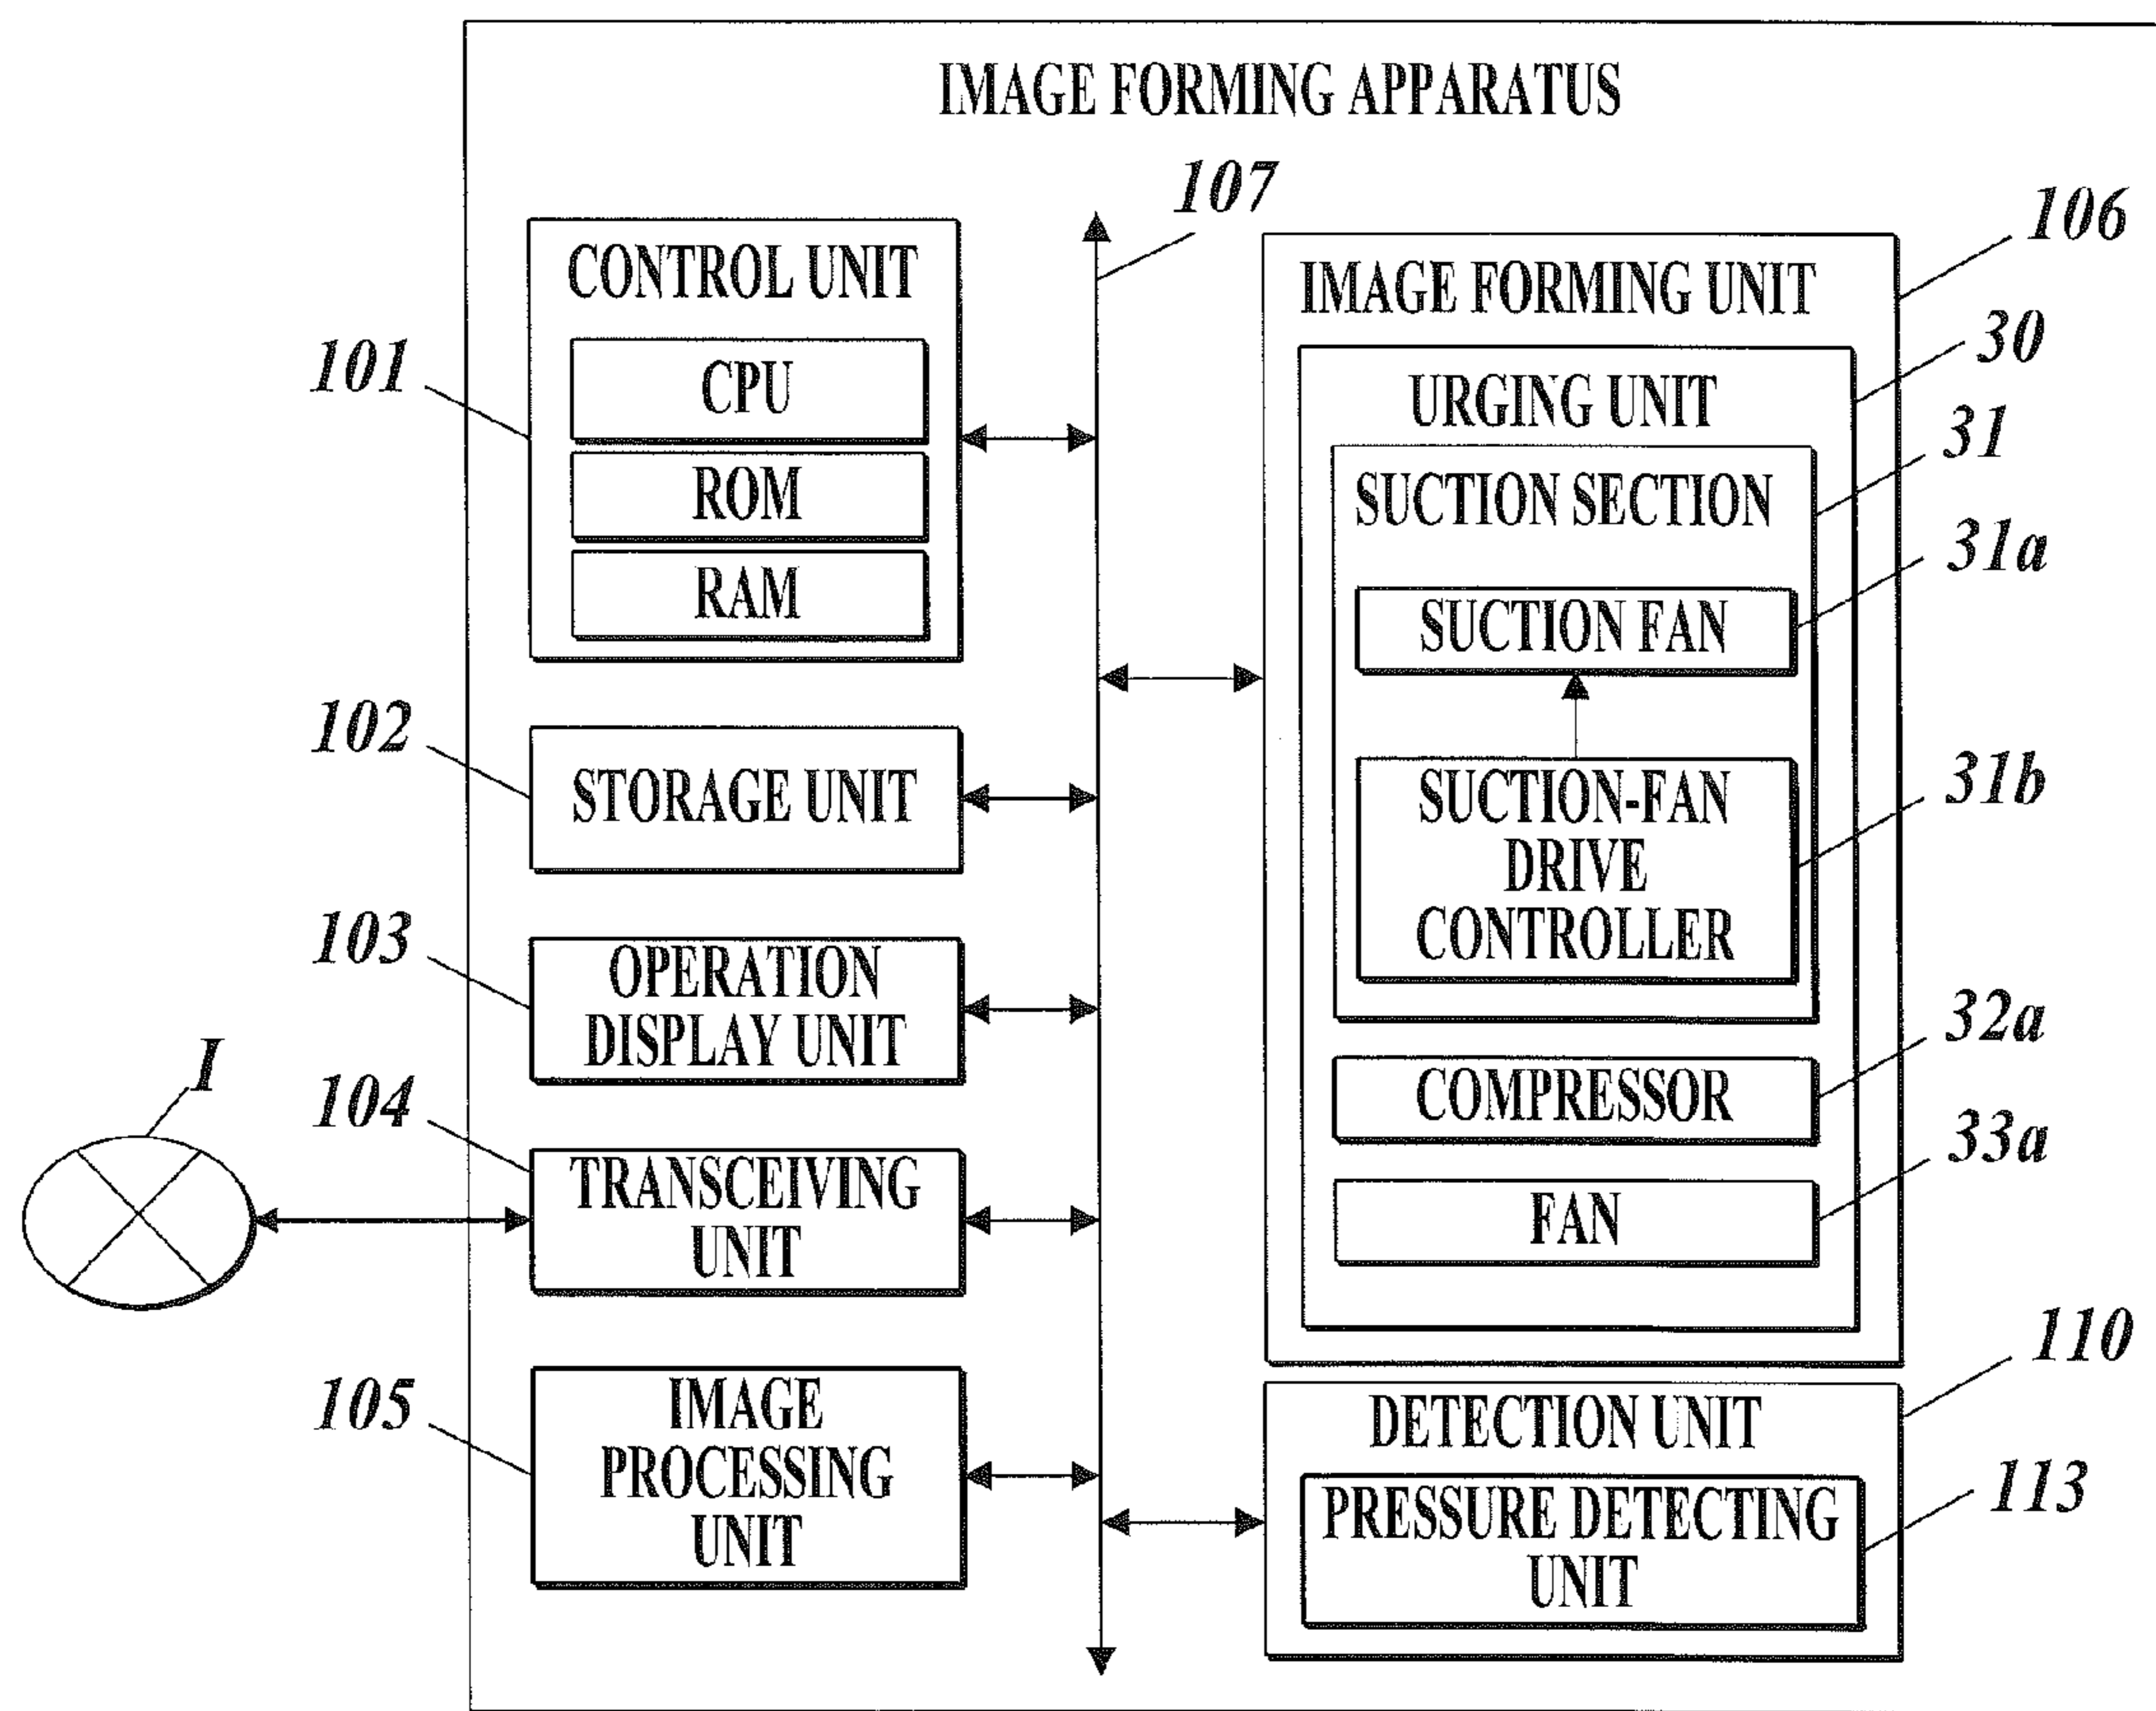 IMAGE FORMING APPARATUS
107
106
CONTROL UNIT
101
CPU
ROM
RAM
102
STORAGE UNIT
103
OPERATION
DISPLAY UNIT
I
104
TRANSCEIVING
UNIT
105
IMAGE
PROCESSING
UNIT
IMAGE FORMING UNIT
30
URGING UNIT
31
SUCTION SECTION
31a
SUCTION FAN
31b
SUCTION-FAN
DRIVE
CONTROLLER
32a
COMPRESSOR
33a
FAN
110
DETECTION UNIT
113
PRESSURE DETECTING
UNIT